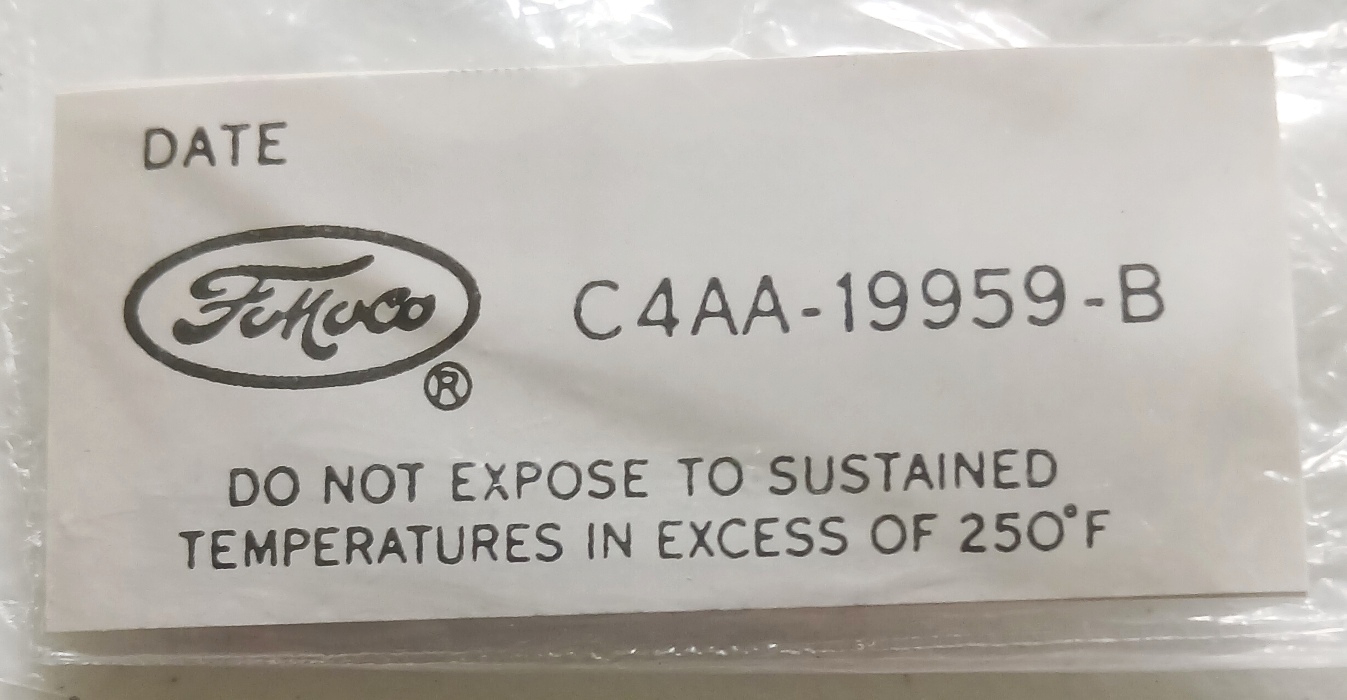 DATE
FoMoCo
®
C4AA-19959-B
DO NOT EXPOSE TO SUSTAINED
TEMPERATURES IN EXCESS OF 250°F